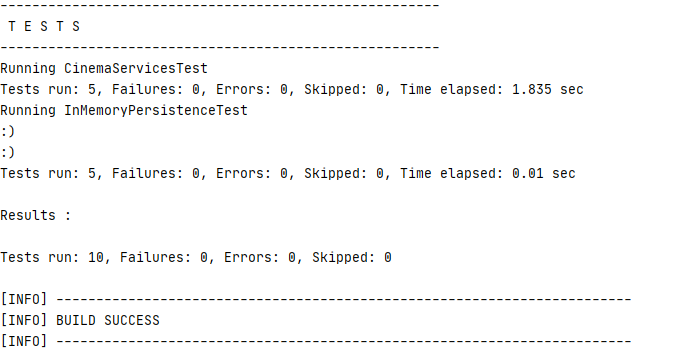 -------------------------------------------------------
 T E S T S
-------------------------------------------------------
Running CinemaServicesTest
Tests run: 5, Failures: 0, Errors: 0, Skipped: 0, Time elapsed: 1.835 sec
Running InMemoryPersistenceTest
:)
:)
Tests run: 5, Failures: 0, Errors: 0, Skipped: 0, Time elapsed: 0.01 sec

Results :

Tests run: 10, Failures: 0, Errors: 0, Skipped: 0

[INFO] ------------------------------------------------------------------------
[INFO] BUILD SUCCESS
[INFO] ------------------------------------------------------------------------